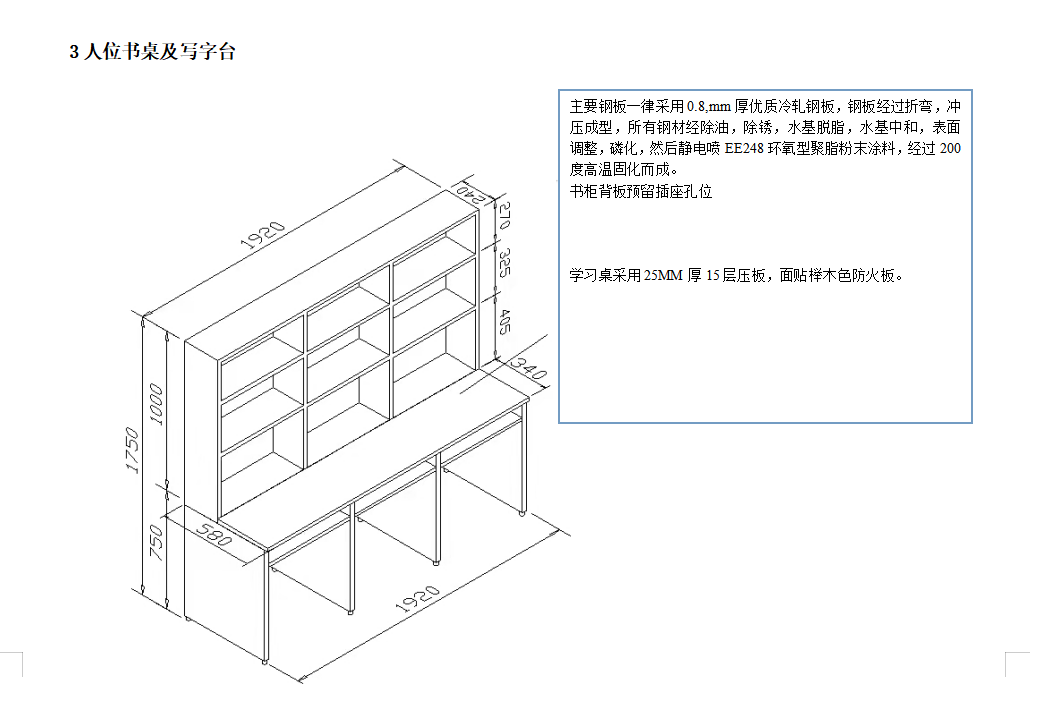 3 人位书桌及写字台
主要钢板一律采用 0.8,mm 厚优质冷轧钢板，钢板经过折弯，冲
压成型，所有钢材经除油，除锈，水基脱脂，水基中和，表面
调整，磷化，然后静电喷 EE248 环氧型聚脂粉末涂料，经过 200
度高温固化而成。
书柜背板预留插座孔位
学习桌采用 25MM 厚 15 层压板，面贴榉木色防火板。
1920
240
270
325
405
340
1000
1750
750
580
1920